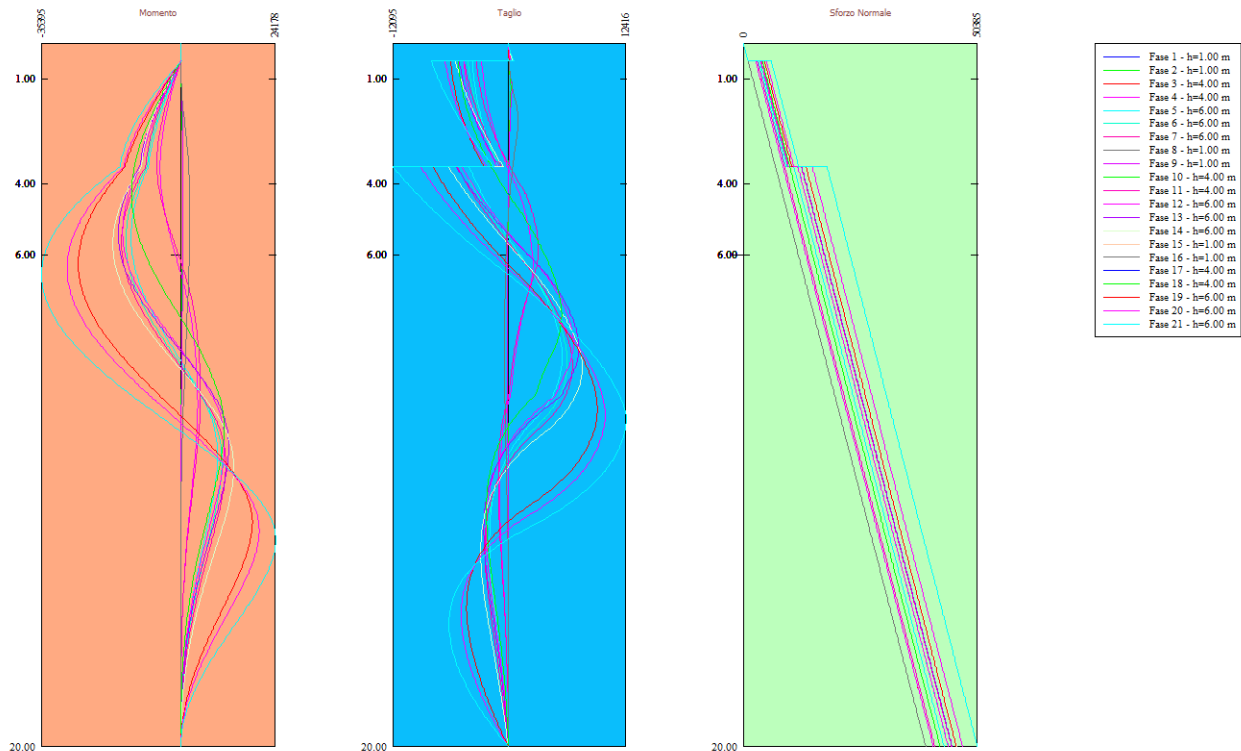 Momento
-35395
24178
1.00
4.00
6.00
20.00
Taglio
-12095
12416
1.00
4.00
6.00
20.00
Sforzo Normale
0
50385
1.00
4.00
6.00
20.00
Fase 1 - h=1.00 m
Fase 2 - h=1.00 m
Fase 3 - h=4.00 m
Fase 4 - h=4.00 m
Fase 5 - h=6.00 m
Fase 6 - h=6.00 m
Fase 7 - h=6.00 m
Fase 8 - h=1.00 m
Fase 9 - h=1.00 m
Fase 10 - h=4.00 m
Fase 11 - h=4.00 m
Fase 12 - h=6.00 m
Fase 13 - h=6.00 m
Fase 14 - h=6.00 m
Fase 15 - h=1.00 m
Fase 16 - h=1.00 m
Fase 17 - h=4.00 m
Fase 18 - h=4.00 m
Fase 19 - h=6.00 m
Fase 20 - h=6.00 m
Fase 21 - h=6.00 m